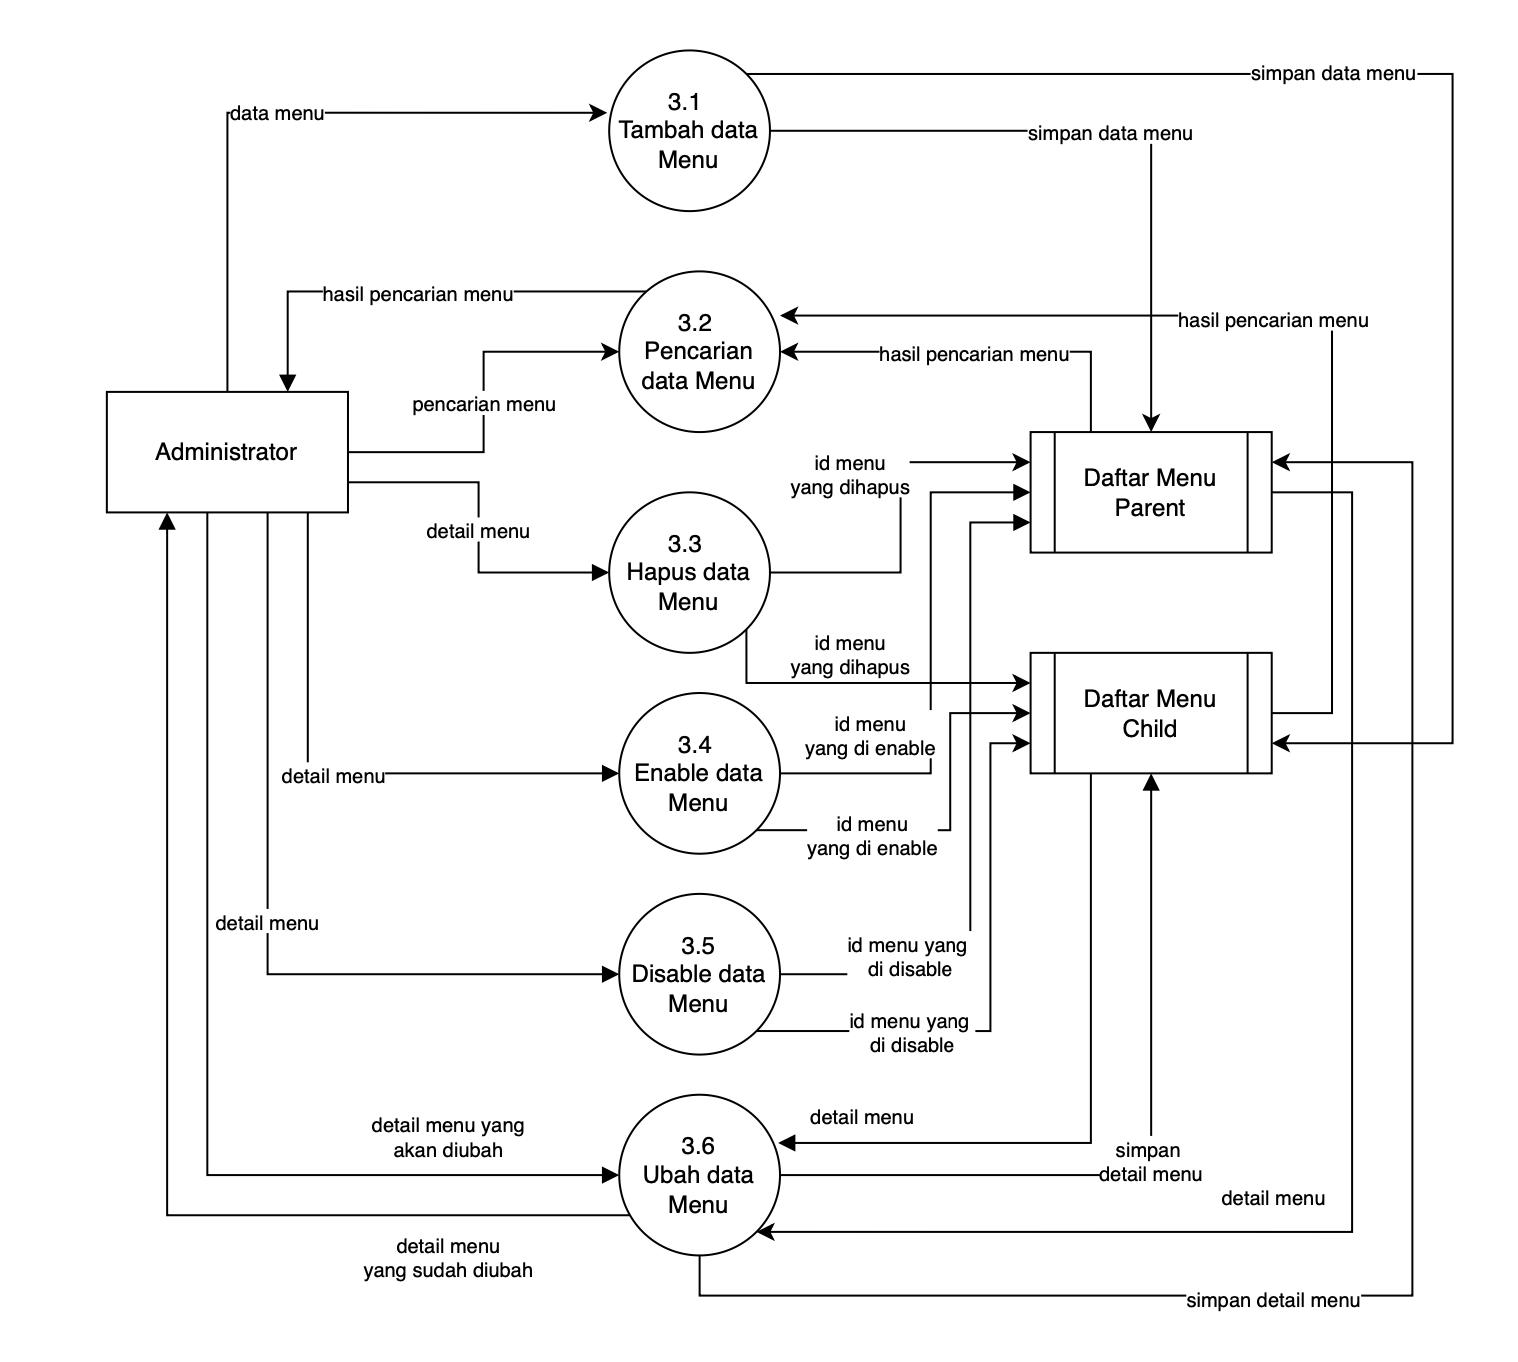 simpan data menu
3.1
Tambah data
Menu
data menu
simpan data menu
hasil pencarian menu
3.2
Pencarian
data Menu
hasil pencarian menu
hasil pencarian menu
pencarian menu
Administrator
id menu
yang dihapus
Daftar Menu
Parent
detail menu
3.3
Hapus data
Menu
id menu
yang dihapus
Daftar Menu
Child
id menu
yang di enable
3.4
Enable data
Menu
detail menu
id menu
yang di enable
detail menu
3.5
Disable data
Menu
id menu yang
di disable
id menu yang
di disable
detail menu
detail menu yang
akan diubah
3.6
Ubah data
Menu
simpan
detail menu
detail menu
detail menu
yang sudah diubah
simpan detail menu